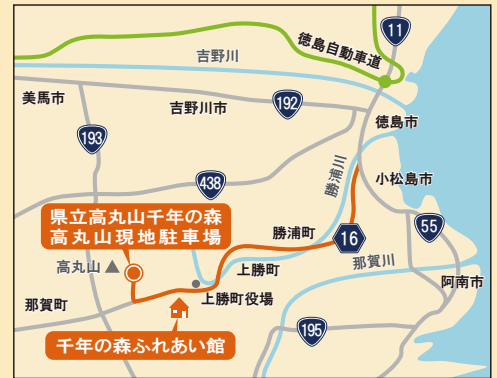 11
徳島自動車道
吉野川
美馬市
吉野川市
192
徳島市
193
勝浦川
438
小松島市
県立高丸山千年の森
高丸山現地駐車場
勝浦町
16
55
高丸山
上勝町
那賀川
阿南市
那賀町
上勝町役場
千年の森ふれあい館
195